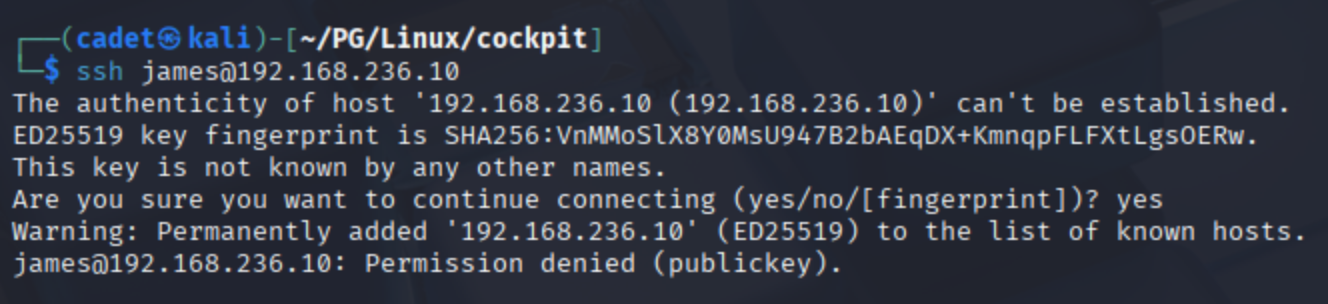 ┌──(cadet㉿kali)-[~/PG/Linux/cockpit]
└─$ ssh james@192.168.236.10
The authenticity of host '192.168.236.10 (192.168.236.10)' can't be established.
ED25519 key fingerprint is SHA256:VnMMoSlX8Y0MsU947B2bAEqDX+KmnqpFLFXtLgsOERw.
This key is not known by any other names.
Are you sure you want to continue connecting (yes/no/[fingerprint])? yes
Warning: Permanently added '192.168.236.10' (ED25519) to the list of known hosts.
james@192.168.236.10: Permission denied (publickey).